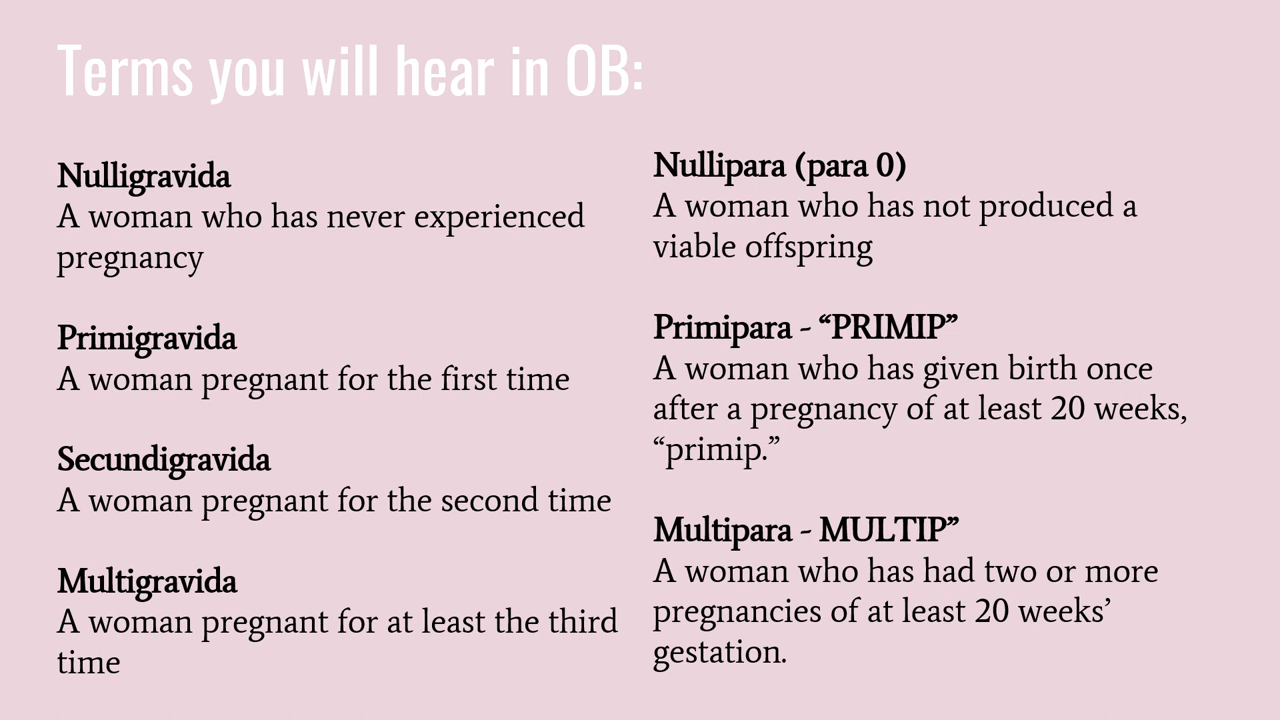 Terms you will hear in OB:
Nulligravida
A woman who has never experienced
pregnancy
Primigravida
A woman pregnant for the first time
Secundigravida
A woman pregnant for the second time
Multigravida
A woman pregnant for at least the third
time
Nullipara (para 0)
A woman who has not produced a
viable offspring
Primipara - “PRIMIP”
A woman who has given birth once
after a pregnancy of at least 20 weeks,
“primip.”
Multipara - MULTIP”
A woman who has had two or more
pregnancies of at least 20 weeks’
gestation.